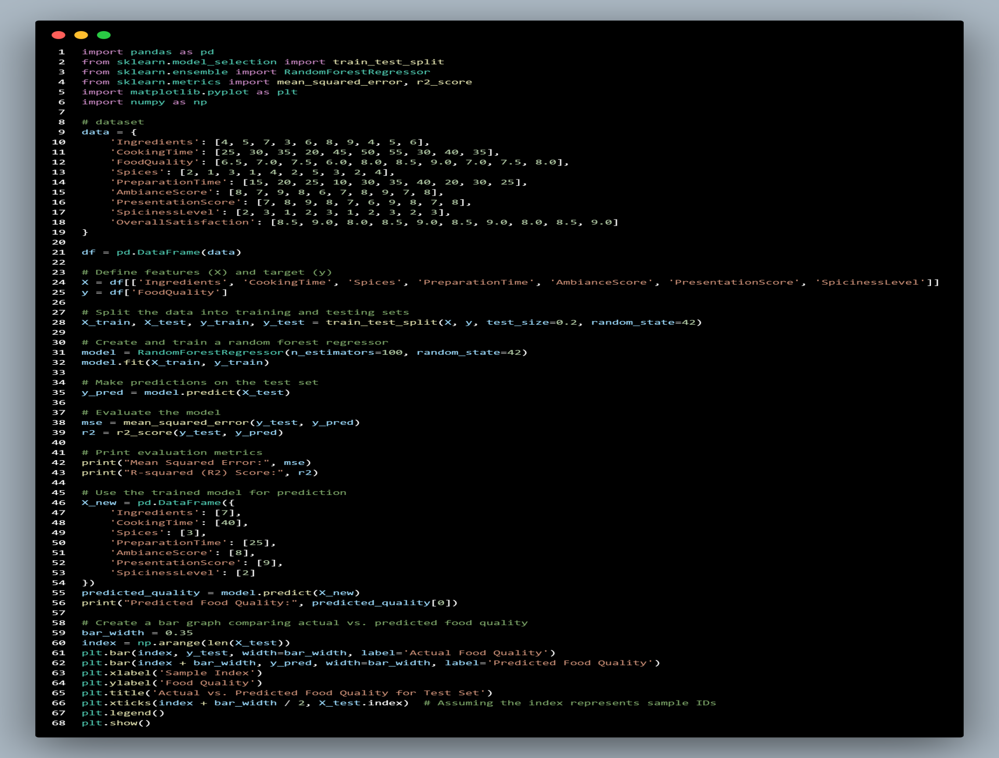 1 import pandas as pd
2 from sklearn.model_selection import train_test_split
3 from sklearn.ensemble import RandomForestRegressor
4 from sklearn.metrics import mean_squared_error, r2_score
5 import matplotlib.pyplot as plt
6 import numpy as np
7
8 # dataset
9 data = {
10     'Ingredients': [4, 5, 7, 3, 6, 8, 9, 4, 5, 6],
11     'CookingTime': [25, 30, 35, 20, 45, 50, 55, 30, 40, 35],
12     'FoodQuality': [6.5, 7.0, 7.5, 6.0, 8.0, 8.5, 9.0, 7.0, 7.5, 8.0],
13     'Spices': [2, 1, 3, 1, 4, 2, 5, 3, 2, 4],
14     'PreparationTime': [15, 20, 25, 10, 30, 35, 40, 20, 30, 25],
15     'AmbianceScore': [8, 7, 9, 8, 6, 7, 8, 9, 7, 8],
16     'PresentationScore': [7, 8, 9, 8, 7, 6, 9, 8, 7, 8],
17     'SpicinessLevel': [2, 3, 1, 2, 3, 1, 2, 3, 2, 3],
18     'OverallSatisfaction': [8.5, 9.0, 8.0, 8.5, 9.0, 8.5, 9.0, 8.0, 8.5, 9.0]
19 }
20
21 df = pd.DataFrame(data)
22
23 # Define features (X) and target (y)
24 X = df[['Ingredients', 'CookingTime', 'Spices', 'PreparationTime', 'AmbianceScore', 'PresentationScore', 'SpicinessLevel']]
25 y = df['FoodQuality']
26
27 # Split the data into training and testing sets
28 X_train, X_test, y_train, y_test = train_test_split(X, y, test_size=0.2, random_state=42)
29
30 # Create and train a random forest regressor
31 model = RandomForestRegressor(n_estimators=100, random_state=42)
32 model.fit(X_train, y_train)
33
34 # Make predictions on the test set
35 y_pred = model.predict(X_test)
36
37 # Evaluate the model
38 mse = mean_squared_error(y_test, y_pred)
39 r2 = r2_score(y_test, y_pred)
40
41 # Print evaluation metrics
42 print("Mean Squared Error:", mse)
43 print("R-squared (R2) Score:", r2)
44
45 # Use the trained model for prediction
46 X_new = pd.DataFrame({
47     'Ingredients': [7],
48     'CookingTime': [40],
49     'Spices': [3],
50     'PreparationTime': [25],
51     'AmbianceScore': [8],
52     'PresentationScore': [9],
53     'SpicinessLevel': [2]
54 })
55 predicted_quality = model.predict(X_new)
56 print("Predicted Food Quality:", predicted_quality[0])
57
58 # Create a bar graph comparing actual vs. predicted food quality
59 bar_width = 0.35
60 index = np.arange(len(X_test))
61 plt.bar(index, y_test, width=bar_width, label='Actual Food Quality')
62 plt.bar(index + bar_width, y_pred, width=bar_width, label='Predicted Food Quality')
63 plt.xlabel('Sample Index')
64 plt.ylabel('Food Quality')
65 plt.title('Actual vs. Predicted Food Quality for Test Set')
66 plt.xticks(index + bar_width / 2, X_test.index)  # Assuming the index represents sample IDs
67 plt.legend()
68 plt.show()